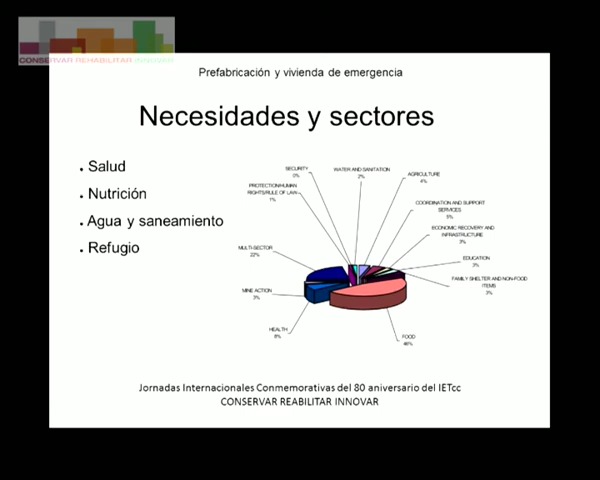 CONSERVAR REHABILITAR INNOVAR
Prefabricación y vivienda de emergencia
Necesidades y sectores
. Salud
. Nutrición
. Agua y saneamiento
. Refugio
SECURITY
0%
WATER AND SANITATION
2%
AGRICULTURE
4%
PROTECTION/HUMAN
RIGHTS/RULE OF LAW
1%
COORDINATION AND SUPPORT
SERVICES
5%
ECONOMIC RECOVERY AND
INFRASTRUCTURE
3%
MULTI-SECTOR
22%
EDUCATION
3%
FAMILY SHELTER AND NON-FOOD
ITEMS
MINE ACTION
3%
HEALTH
8%
FOOD
46%
Jornadas Internacionales Conmemorativas del 80 aniversario del IETcc
CONSERVAR REABILITAR INNOVAR